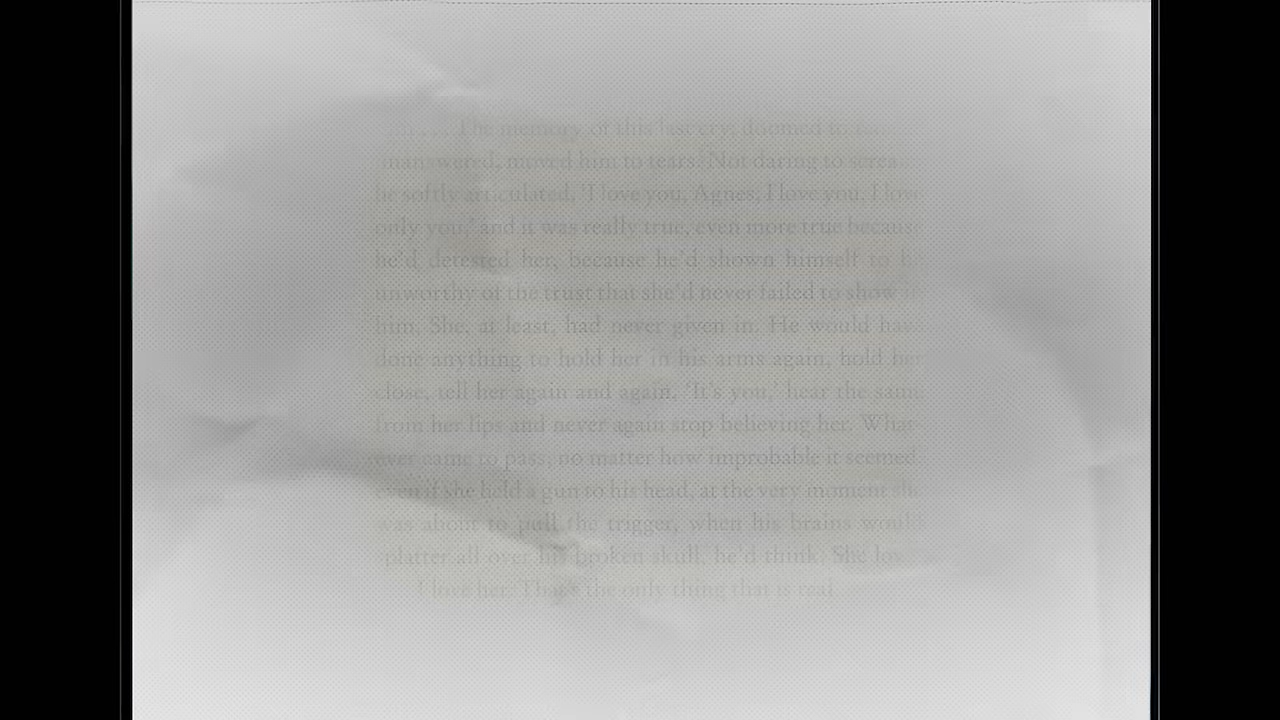 The memory of this last cry, doomed to
unanswered, moved him to tears. Not daring to
he softly articulated, 'I love you, Agnes, I love you. I love
only you,' and it was really true, even more true because
he'd detested her, because he'd shown himself to
unworthy of the trust that she'd never failed to show
him. She, at least, had never given in. He would have
done anything to hold her in his arms again, hold her
close, tell her again and again, 'It's you,' hear the same
from her lips and never again stop believing her. What-
ever came to pass, no matter how improbable it seemed
even if she held a gun to his head, at the very moment she
was about to pull the trigger, when his brains would
splatter all over his broken skull, he'd think: She
I love her. That's the only thing that is real